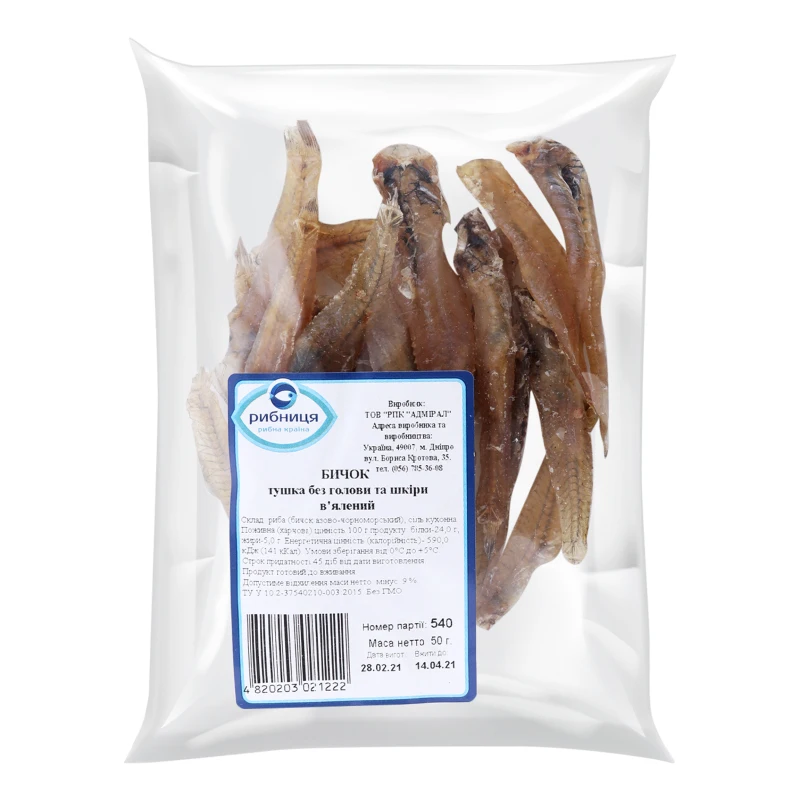 рибниця
рибна країна
Виробник:
ТОВ "РПК "АДМІРАЛ"
Адреса виробника та
виробництва:
Україна, 49007, м. Дніпро
вул. Бориса Кротова, 35.
тел. (056) 785-36-08
БИЧОК
тушка без голови та шкіри
в'ялений
Склад: риба (бичок азово-чорноморський), сіль кухонна.
Поживна (харчова) цінність 100 г продукту: білки-24,0 г,
жири-5,0 г. Енергетична цінність (калорійність)- 590,0
кДж (141 кКал). Умови зберігання від 0°С до +5°С
Строк придатності 45 діб від дати виготовлення
Продукт готовий до вживання
Допустиме відхилення маси нетто: мінус 9 %
ТУ У 10.2-37540210-003:2015. Без ГМО
Номер партії: 540
Маса нетто 50 г.
Дата вигот. Вжити до
28.02.21 14.04.21
4 820203 021222